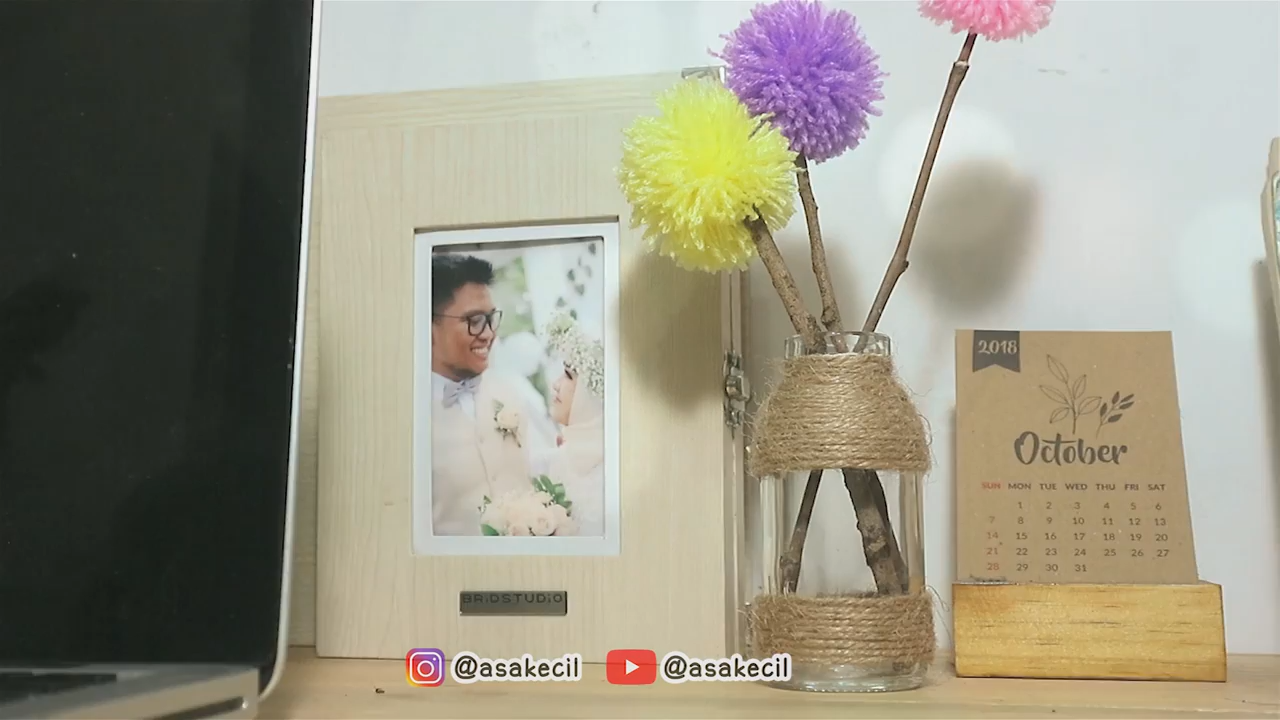 BRiDSTUDiO
@asakecil @asakecil
2018
October
SUN MON TUE WED THU FRI SAT
1 2 3 4 5 6
7 8 9 10 11 12 13
14 15 16 17 18 19 20
21 22 23 24 25 26 27
28 29 30 31